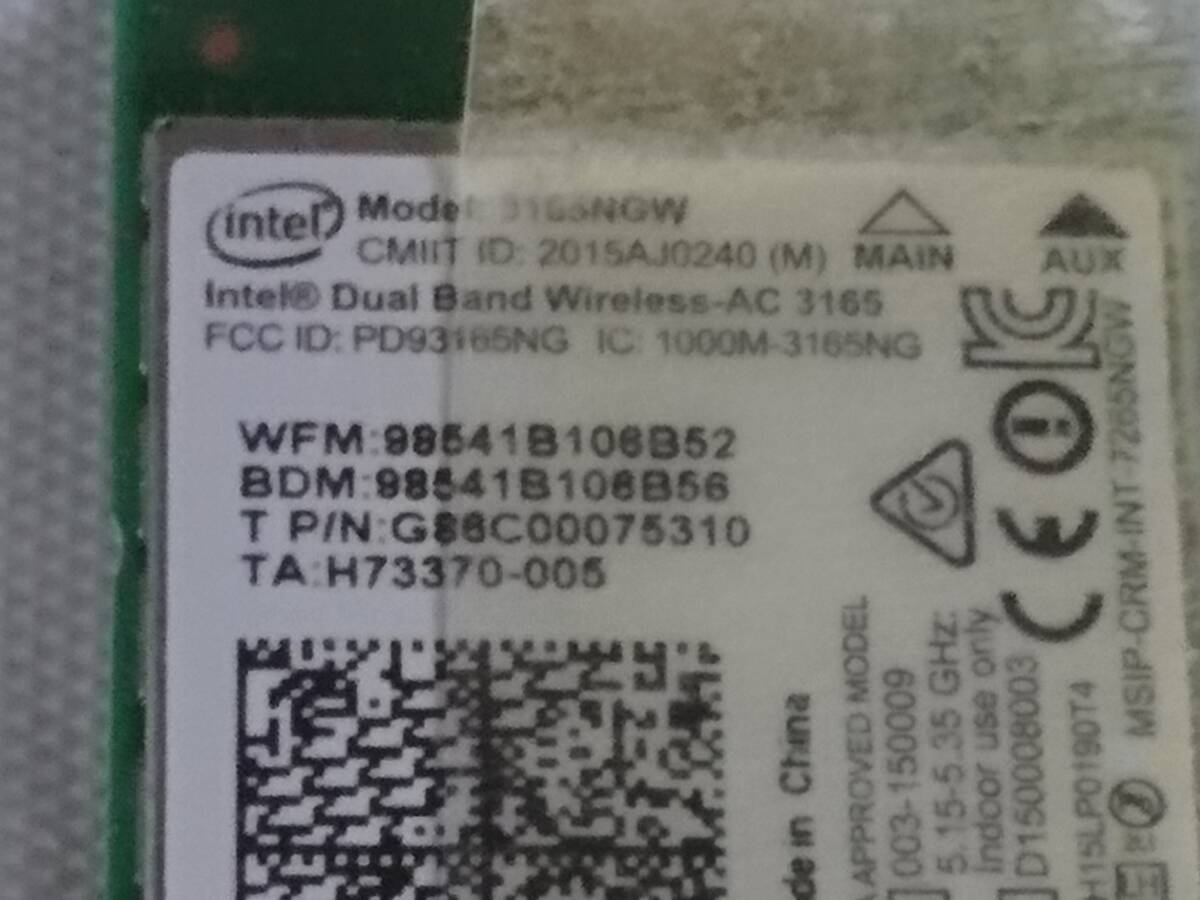 intel
Model: 3165NGW
CMIIT ID: 2015AJ0240 (M)
MAIN
AUX
Intel® Dual Band Wireless-AC 3165
FCC ID: PD93165NG IC: 1000M-3165NG
WFM:98541B106B52
BDM:98541B106B56
T P/N:G86C00075310
TA:H73370-005
in China
APPROVED MODEL
003-150009
5.15-5.35 GHz:
Indoor use only
D150008003
H15LP0190T4
MSIP-CRM-INT-7265NGW
CE